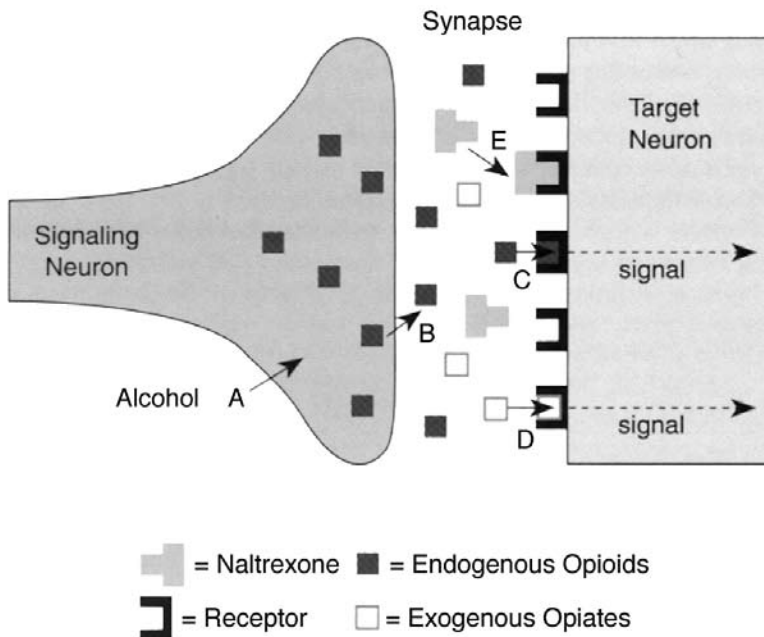 Synapse
Target
Neuron
E
Signaling
Neuron
C
signal
B
Alcohol A
D
signal
= Naltrexone = Endogenous Opioids
= Receptor = Exogenous Opiates